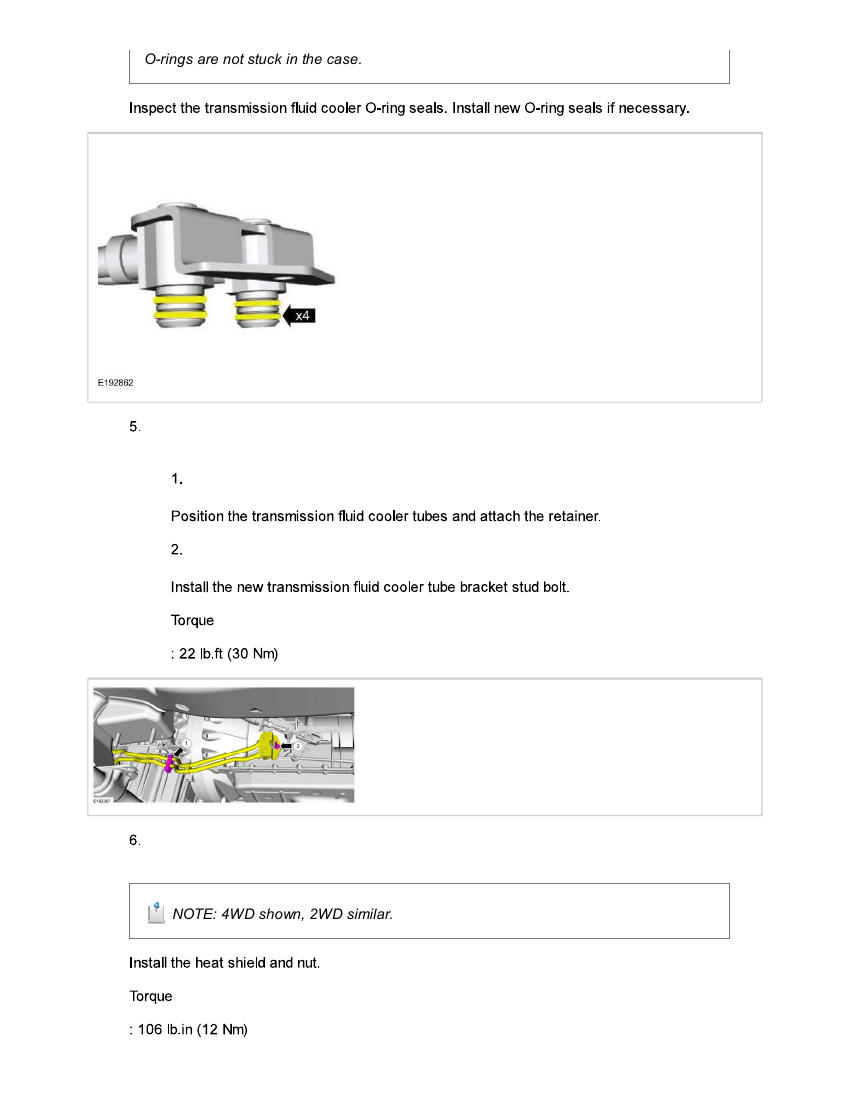 O-rings are not stuck in the case.
Inspect the transmission fluid cooler O-ring seals. Install new O-ring seals if necessary.
x4
E192862
5.
1.
Position the transmission fluid cooler tubes and attach the retainer.
2.
Install the new transmission fluid cooler tube bracket stud bolt.
Torque
: 22 lb.ft (30 Nm)
1
2
6.
NOTE: 4WD shown, 2WD similar.
Install the heat shield and nut.
Torque
: 106 lb.in (12 Nm)